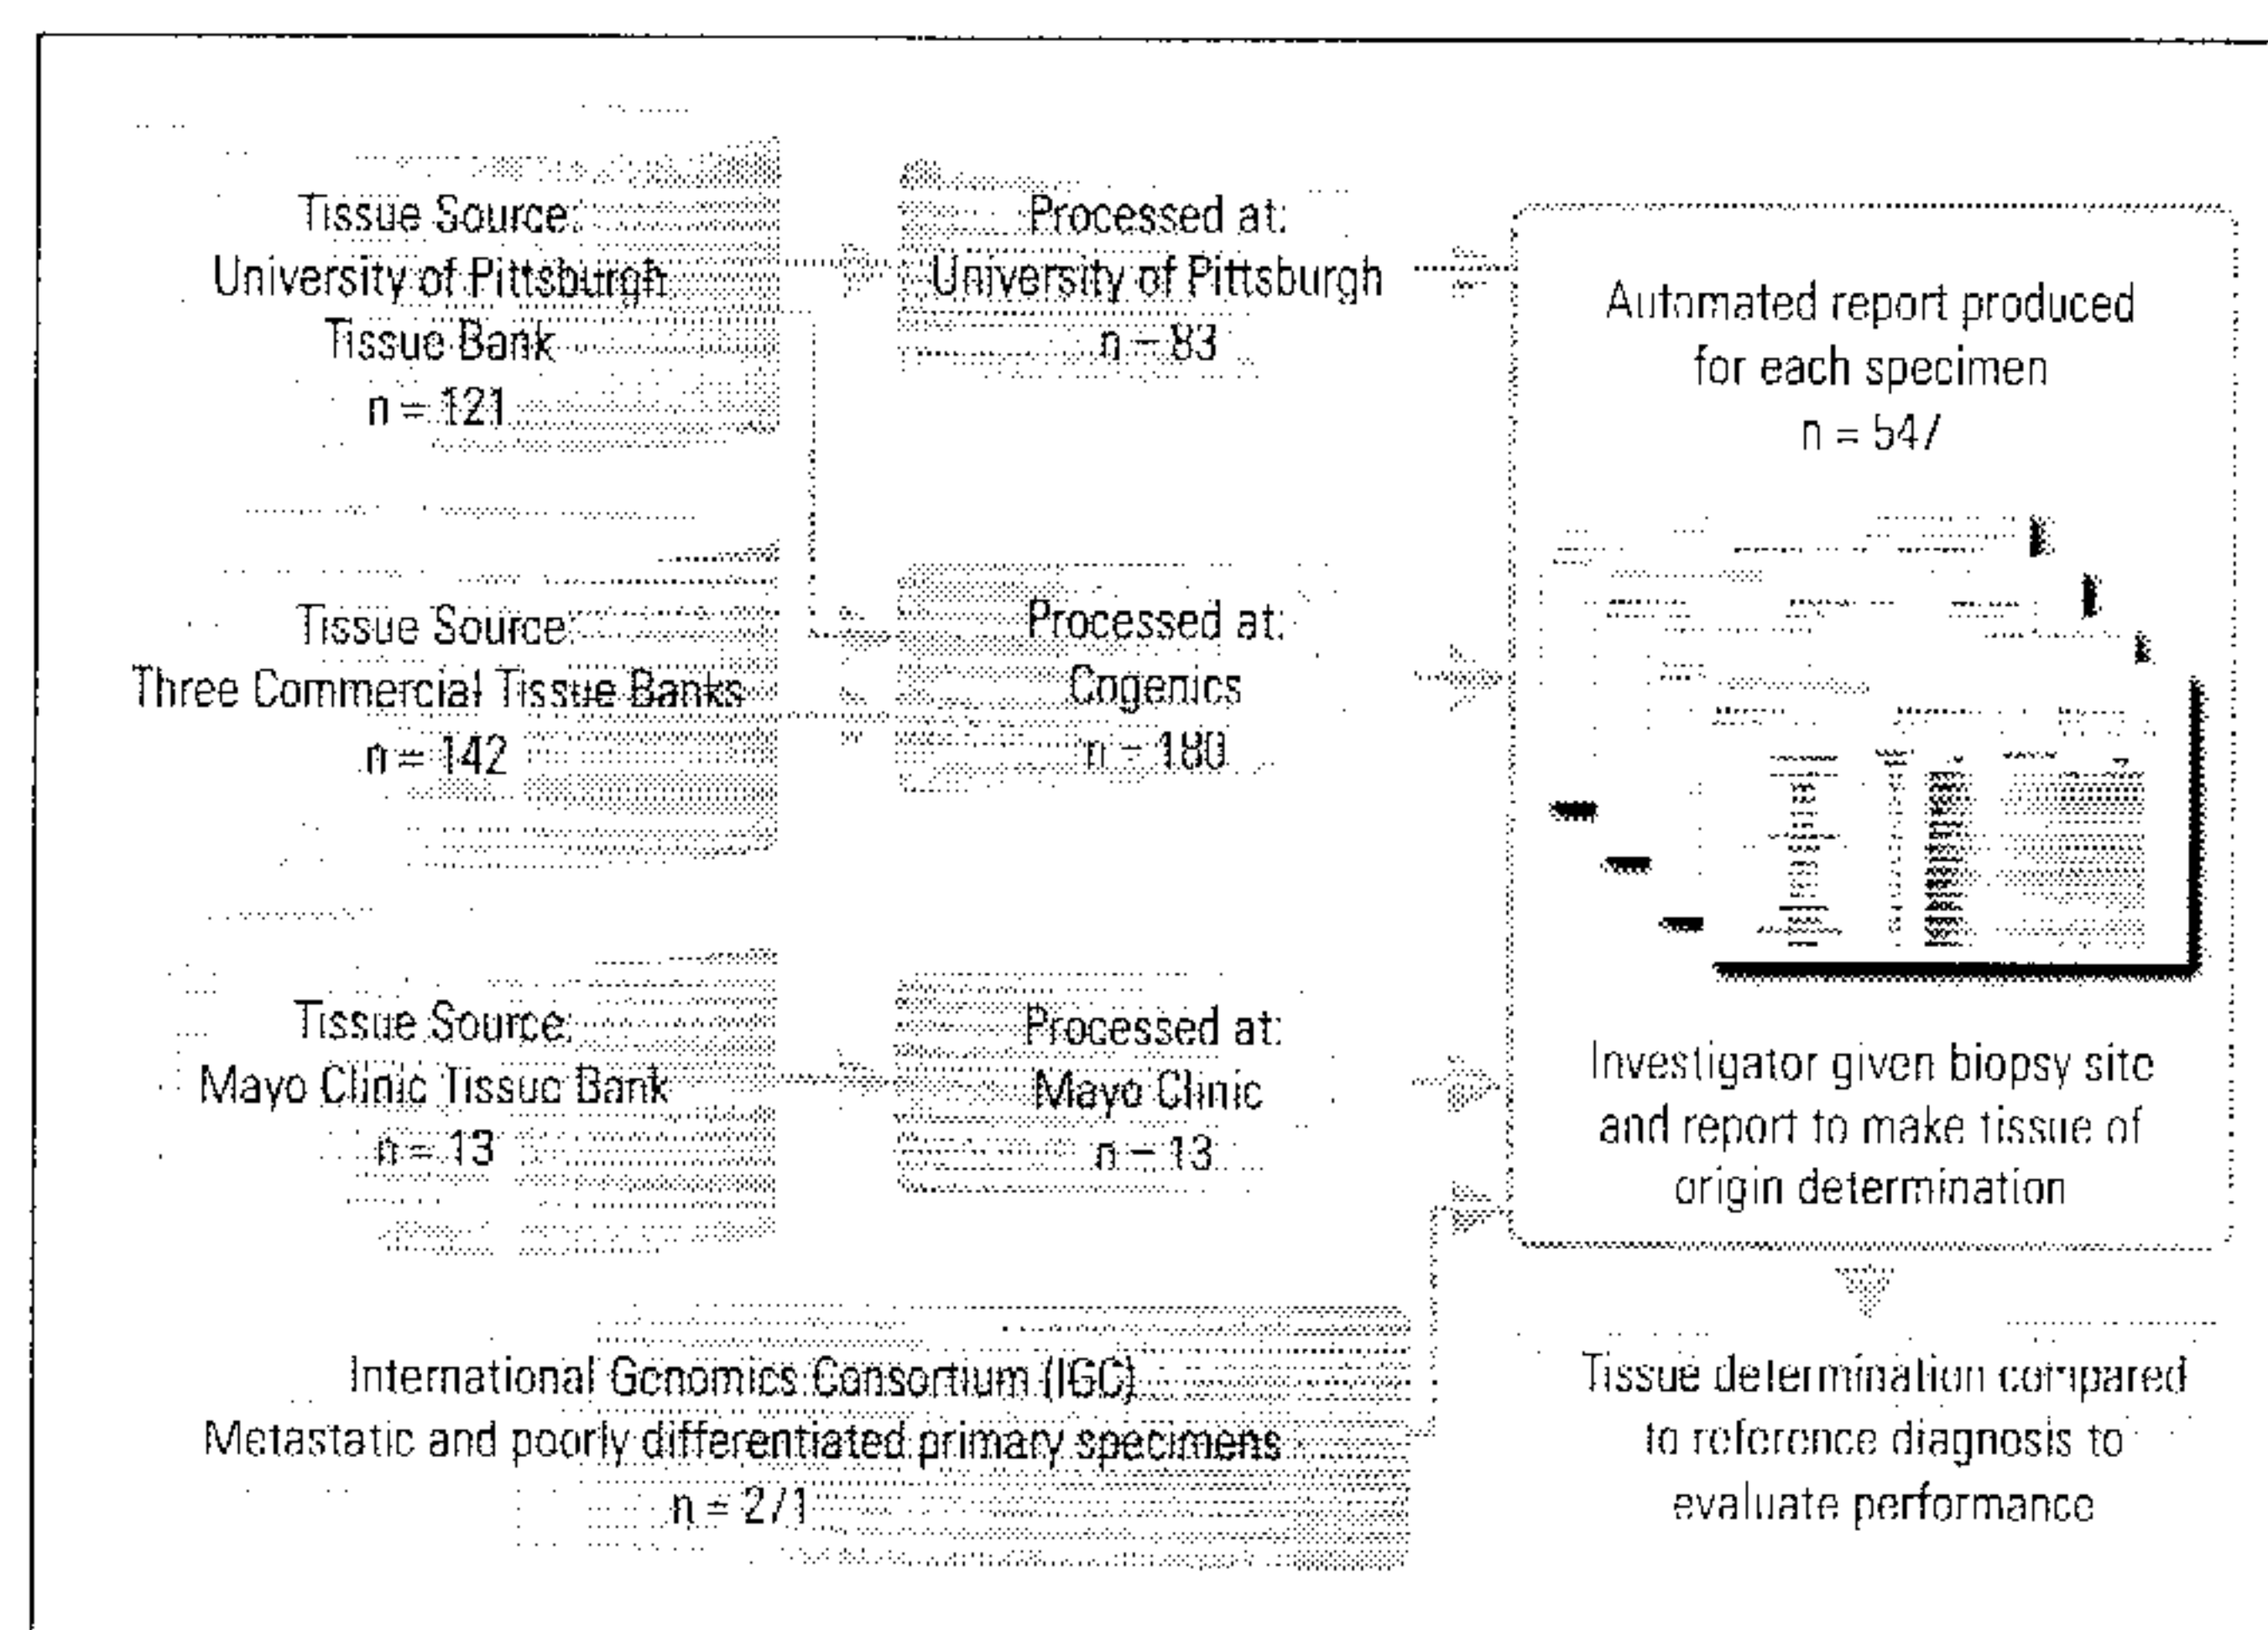 Tissue Source:
University of Pittsburgh
Tissue Bank
n = 121
Processed at:
University of Pittsburgh
n = 83
Tissue Source:
Three Commercial Tissue Banks
n = 142
Processed at:
Cogenics
n = 180
Tissue Source:
Mayo Clinic Tissue Bank
n = 13
Processed at:
Mayo Clinic
n = 13
International Genomics Consortium (IGC)
Metastatic and poorly differentiated primary specimens
n = 271
Automated report produced
for each specimen
n = 547
Investigator given biopsy site
and report to make tissue of
origin determination
Tissue determination compared
to reference diagnosis to
evaluate performance